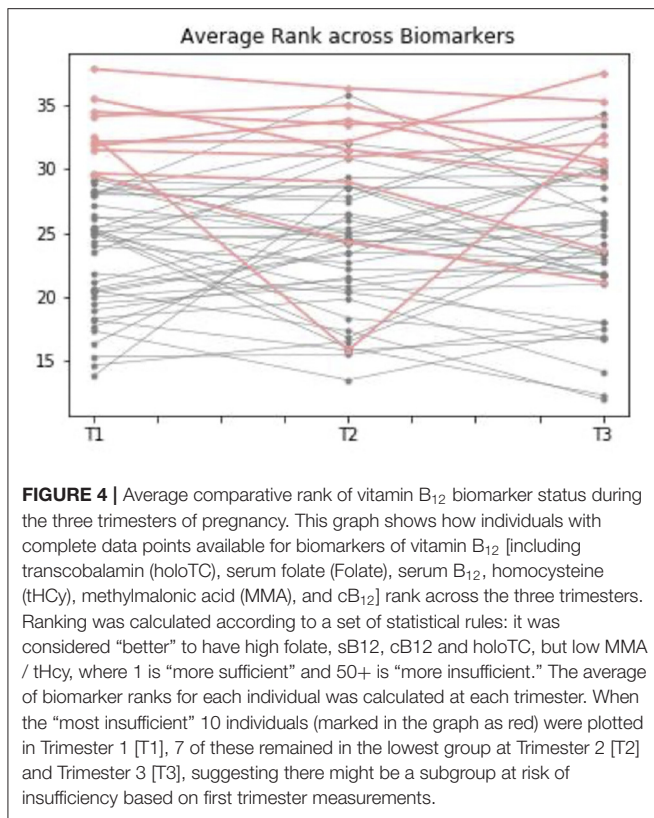 Average Rank across Biomarkers
35
30
25
20
15
T1
T2
T3
FIGURE 4 | Average comparative rank of vitamin B₁₂ biomarker status during
the three trimesters of pregnancy. This graph shows how individuals with
complete data points available for biomarkers of vitamin B₁₂ [including
transcobalamin (holoTC), serum folate (Folate), serum B₁₂, homocysteine
(tHCy), methylmalonic acid (MMA), and cB₁₂] rank across the three trimesters.
Ranking was calculated according to a set of statistical rules: it was
considered “better” to have high folate, sB12, cB12 and holoTC, but low MMA
/ tHcy, where 1 is “more sufficient” and 50+ is “more insufficient.” The average
of biomarker ranks for each individual was calculated at each trimester. When
the “most insufficient” 10 individuals (marked in the graph as red) were plotted
in Trimester 1 [T1], 7 of these remained in the lowest group at Trimester 2 [T2]
and Trimester 3 [T3], suggesting there might be a subgroup at risk of
insufficiency based on first trimester measurements.